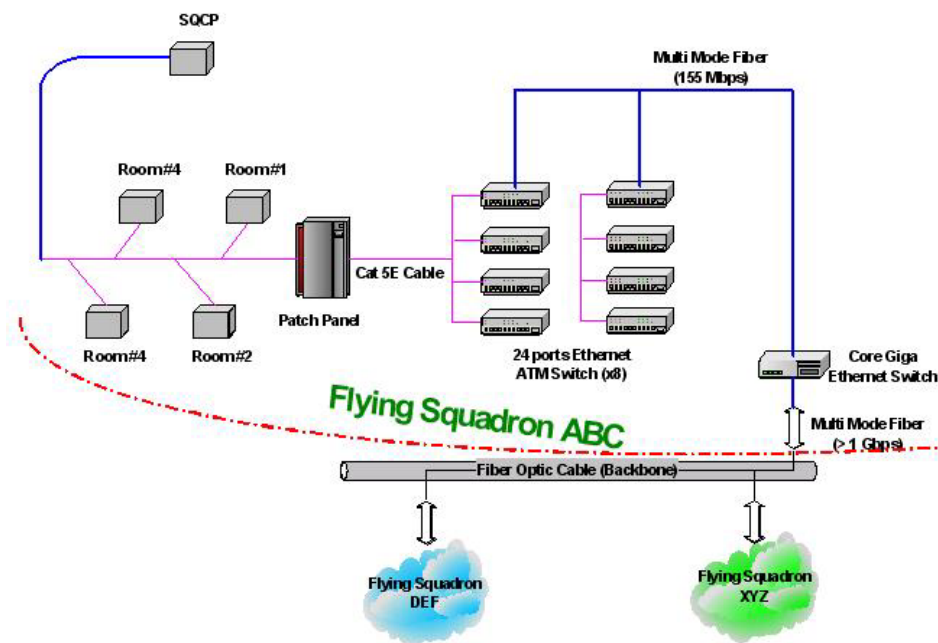 SQCP
Multi Mode Fiber
(155 Mbps)
Room#4
Room#1
Cat 5E Cable
Patch Panel
Room#4
Room#2
24 ports Ethernet
ATM Switch (x8)
Core Giga
Ethernet Switch
Flying Squadron ABC
Multi Mode Fiber
(> 1 Gbps)
Fiber Optic Cable (Backbone)
Flying Squadron
DEF
Flying Squadron
XYZ